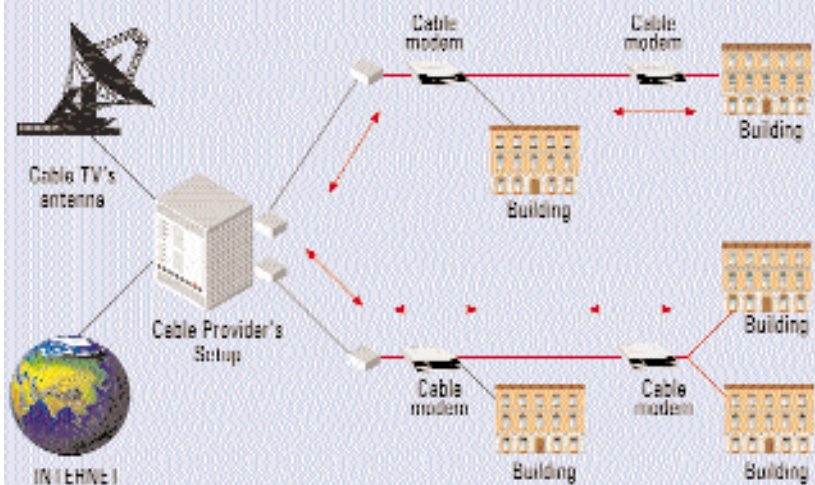 Cable
modem
Cable
modem
Building
Cable TV's
antenna
Building
Cable Provider's
Setup
Building
Cable
modem
Cable
modem
INTERNET
Building
Building